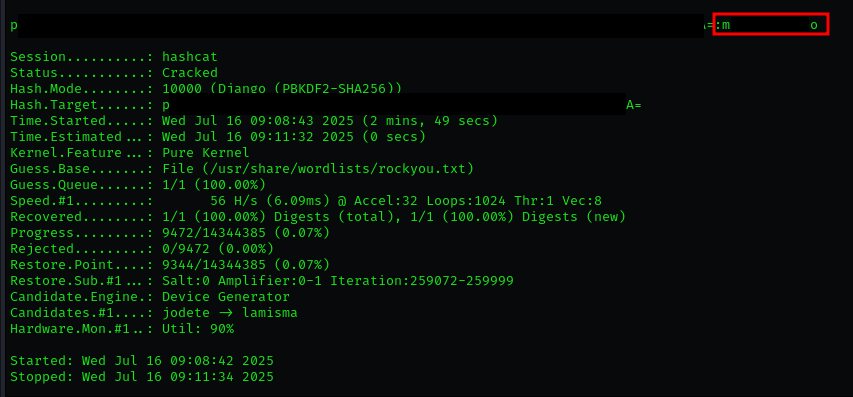 p =:m o
Session..........: hashcat
Status...........: Cracked
Hash.Mode........: 10000 (Django (PBKDF2-SHA256))
Hash.Target......: p A=
Time.Started.....: Wed Jul 16 09:08:43 2025 (2 mins, 49 secs)
Time.Estimated...: Wed Jul 16 09:11:32 2025 (0 secs)
Kernel.Feature...: Pure Kernel
Guess.Base.......: File (/usr/share/wordlists/rockyou.txt)
Guess.Queue......: 1/1 (100.00%)
Speed.#1.........:       56 H/s (6.09ms) @ Accel:32 Loops:1024 Thr:1 Vec:8
Recovered........: 1/1 (100.00%) Digests (total), 1/1 (100.00%) Digests (new)
Progress.........: 9472/14344385 (0.07%)
Rejected.........: 0/9472 (0.00%)
Restore.Point....: 9344/14344385 (0.07%)
Restore.Sub.#1...: Salt:0 Amplifier:0-1 Iteration:259072-259999
Candidate.Engine.: Device Generator
Candidates.#1....: jodete -> lamisma
Hardware.Mon.#1..: Util: 90%
Started: Wed Jul 16 09:08:42 2025
Stopped: Wed Jul 16 09:11:34 2025